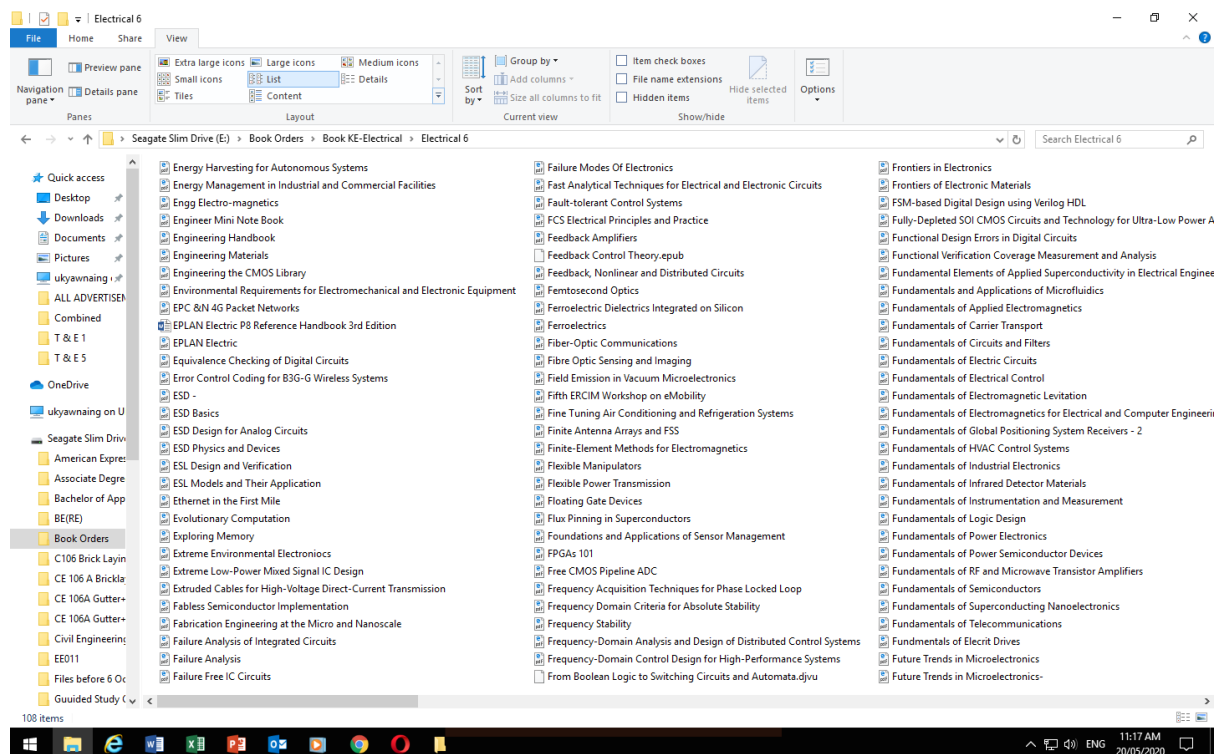 Electrical 6
File Home Share View
Preview pane Extra large icons Large icons Medium icons Group by Item check boxes
Small icons List Details Add columns File name extensions
Navigation pane Details pane Tiles Content Sort by Size all columns to fit Hidden items Hide selected items Options
Panes Layout Current view Show/hide
Seagate Slim Drive (E:) > Book Orders > Book KE-Electrical > Electrical 6 Search Electrical 6
Quick access
Desktop
Downloads
Documents
Pictures
ukyawnaing
ALL ADVERTISEN
Combined
T & E 1
T & E 5
OneDrive
ukyawnaing on U
Seagate Slim Driv
American Expres
Associate Degre
Bachelor of App
BE(RE)
Book Orders
C106 Brick Layin
CE 106 A Brickla
CE 106A Gutter+
CE 106A Gutter+
Civil Engineering
EE011
Files before 6 Oc
Guuided Study (
Energy Harvesting for Autonomous Systems
Energy Management in Industrial and Commercial Facilities
Engg Electro-magnetics
Engineer Mini Note Book
Engineering Handbook
Engineering Materials
Engineering the CMOS Library
Environmental Requirements for Electromechanical and Electronic Equipment
EPC &N 4G Packet Networks
EPLAN Electric P8 Reference Handbook 3rd Edition
EPLAN Electric
Equivalence Checking of Digital Circuits
Error Control Coding for B3G-G Wireless Systems
ESD -
ESD Basics
ESD Design for Analog Circuits
ESD Physics and Devices
ESL Design and Verification
ESL Models and Their Application
Ethernet in the First Mile
Evolutionary Computation
Exploring Memory
Extreme Environmental Electroniocs
Extreme Low-Power Mixed Signal IC Design
Extruded Cables for High-Voltage Direct-Current Transmission
Fabless Semiconductor Implementation
Fabrication Engineering at the Micro and Nanoscale
Failure Analysis of Integrated Circuits
Failure Analysis
Failure Free IC Circuits
Failure Modes Of Electronics
Fast Analytical Techniques for Electrical and Electronic Circuits
Fault-tolerant Control Systems
FCS Electrical Principles and Practice
Feedback Amplifiers
Feedback Control Theory.epub
Feedback, Nonlinear and Distributed Circuits
Femtosecond Optics
Ferroelectric Dielectrics Integrated on Silicon
Ferroelectrics
Fiber-Optic Communications
Fibre Optic Sensing and Imaging
Field Emission in Vacuum Microelectronics
Fifth ERCIM Workshop on eMobility
Fine Tuning Air Conditioning and Refrigeration Systems
Finite Antenna Arrays and FSS
Finite-Element Methods for Electromagnetics
Flexible Manipulators
Flexible Power Transmission
Floating Gate Devices
Flux Pinning in Superconductors
Foundations and Applications of Sensor Management
FPGAs 101
Free CMOS Pipeline ADC
Frequency Acquisition Techniques for Phase Locked Loop
Frequency Domain Criteria for Absolute Stability
Frequency Stability
Frequency-Domain Analysis and Design of Distributed Control Systems
Frequency-Domain Control Design for High-Performance Systems
From Boolean Logic to Switching Circuits and Automata.djvu
Frontiers in Electronics
Frontiers of Electronic Materials
FSM-based Digital Design using Verilog HDL
Fully-Depleted SOI CMOS Circuits and Technology for Ultra-Low Power A
Functional Design Errors in Digital Circuits
Functional Verification Coverage Measurement and Analysis
Fundamental Elements of Applied Superconductivity in Electrical Enginee
Fundamentals and Applications of Microfluidics
Fundamentals of Applied Electromagnetics
Fundamentals of Carrier Transport
Fundamentals of Circuits and Filters
Fundamentals of Electric Circuits
Fundamentals of Electrical Control
Fundamentals of Electromagnetic Levitation
Fundamentals of Electromagnetics for Electrical and Computer Engineeri
Fundamentals of Global Positioning System Receivers - 2
Fundamentals of HVAC Control Systems
Fundamentals of Industrial Electronics
Fundamentals of Infrared Detector Materials
Fundamentals of Instrumentation and Measurement
Fundamentals of Logic Design
Fundamentals of Power Electronics
Fundamentals of Power Semiconductor Devices
Fundamentals of RF and Microwave Transistor Amplifiers
Fundamentals of Semiconductors
Fundamentals of Superconducting Nanoelectronics
Fundamentals of Telecommunications
Fundmentals of Elecrit Drives
Future Trends in Microelectronics
Future Trends in Microelectronics-
108 items
ENG 11:17 AM
20/05/2020